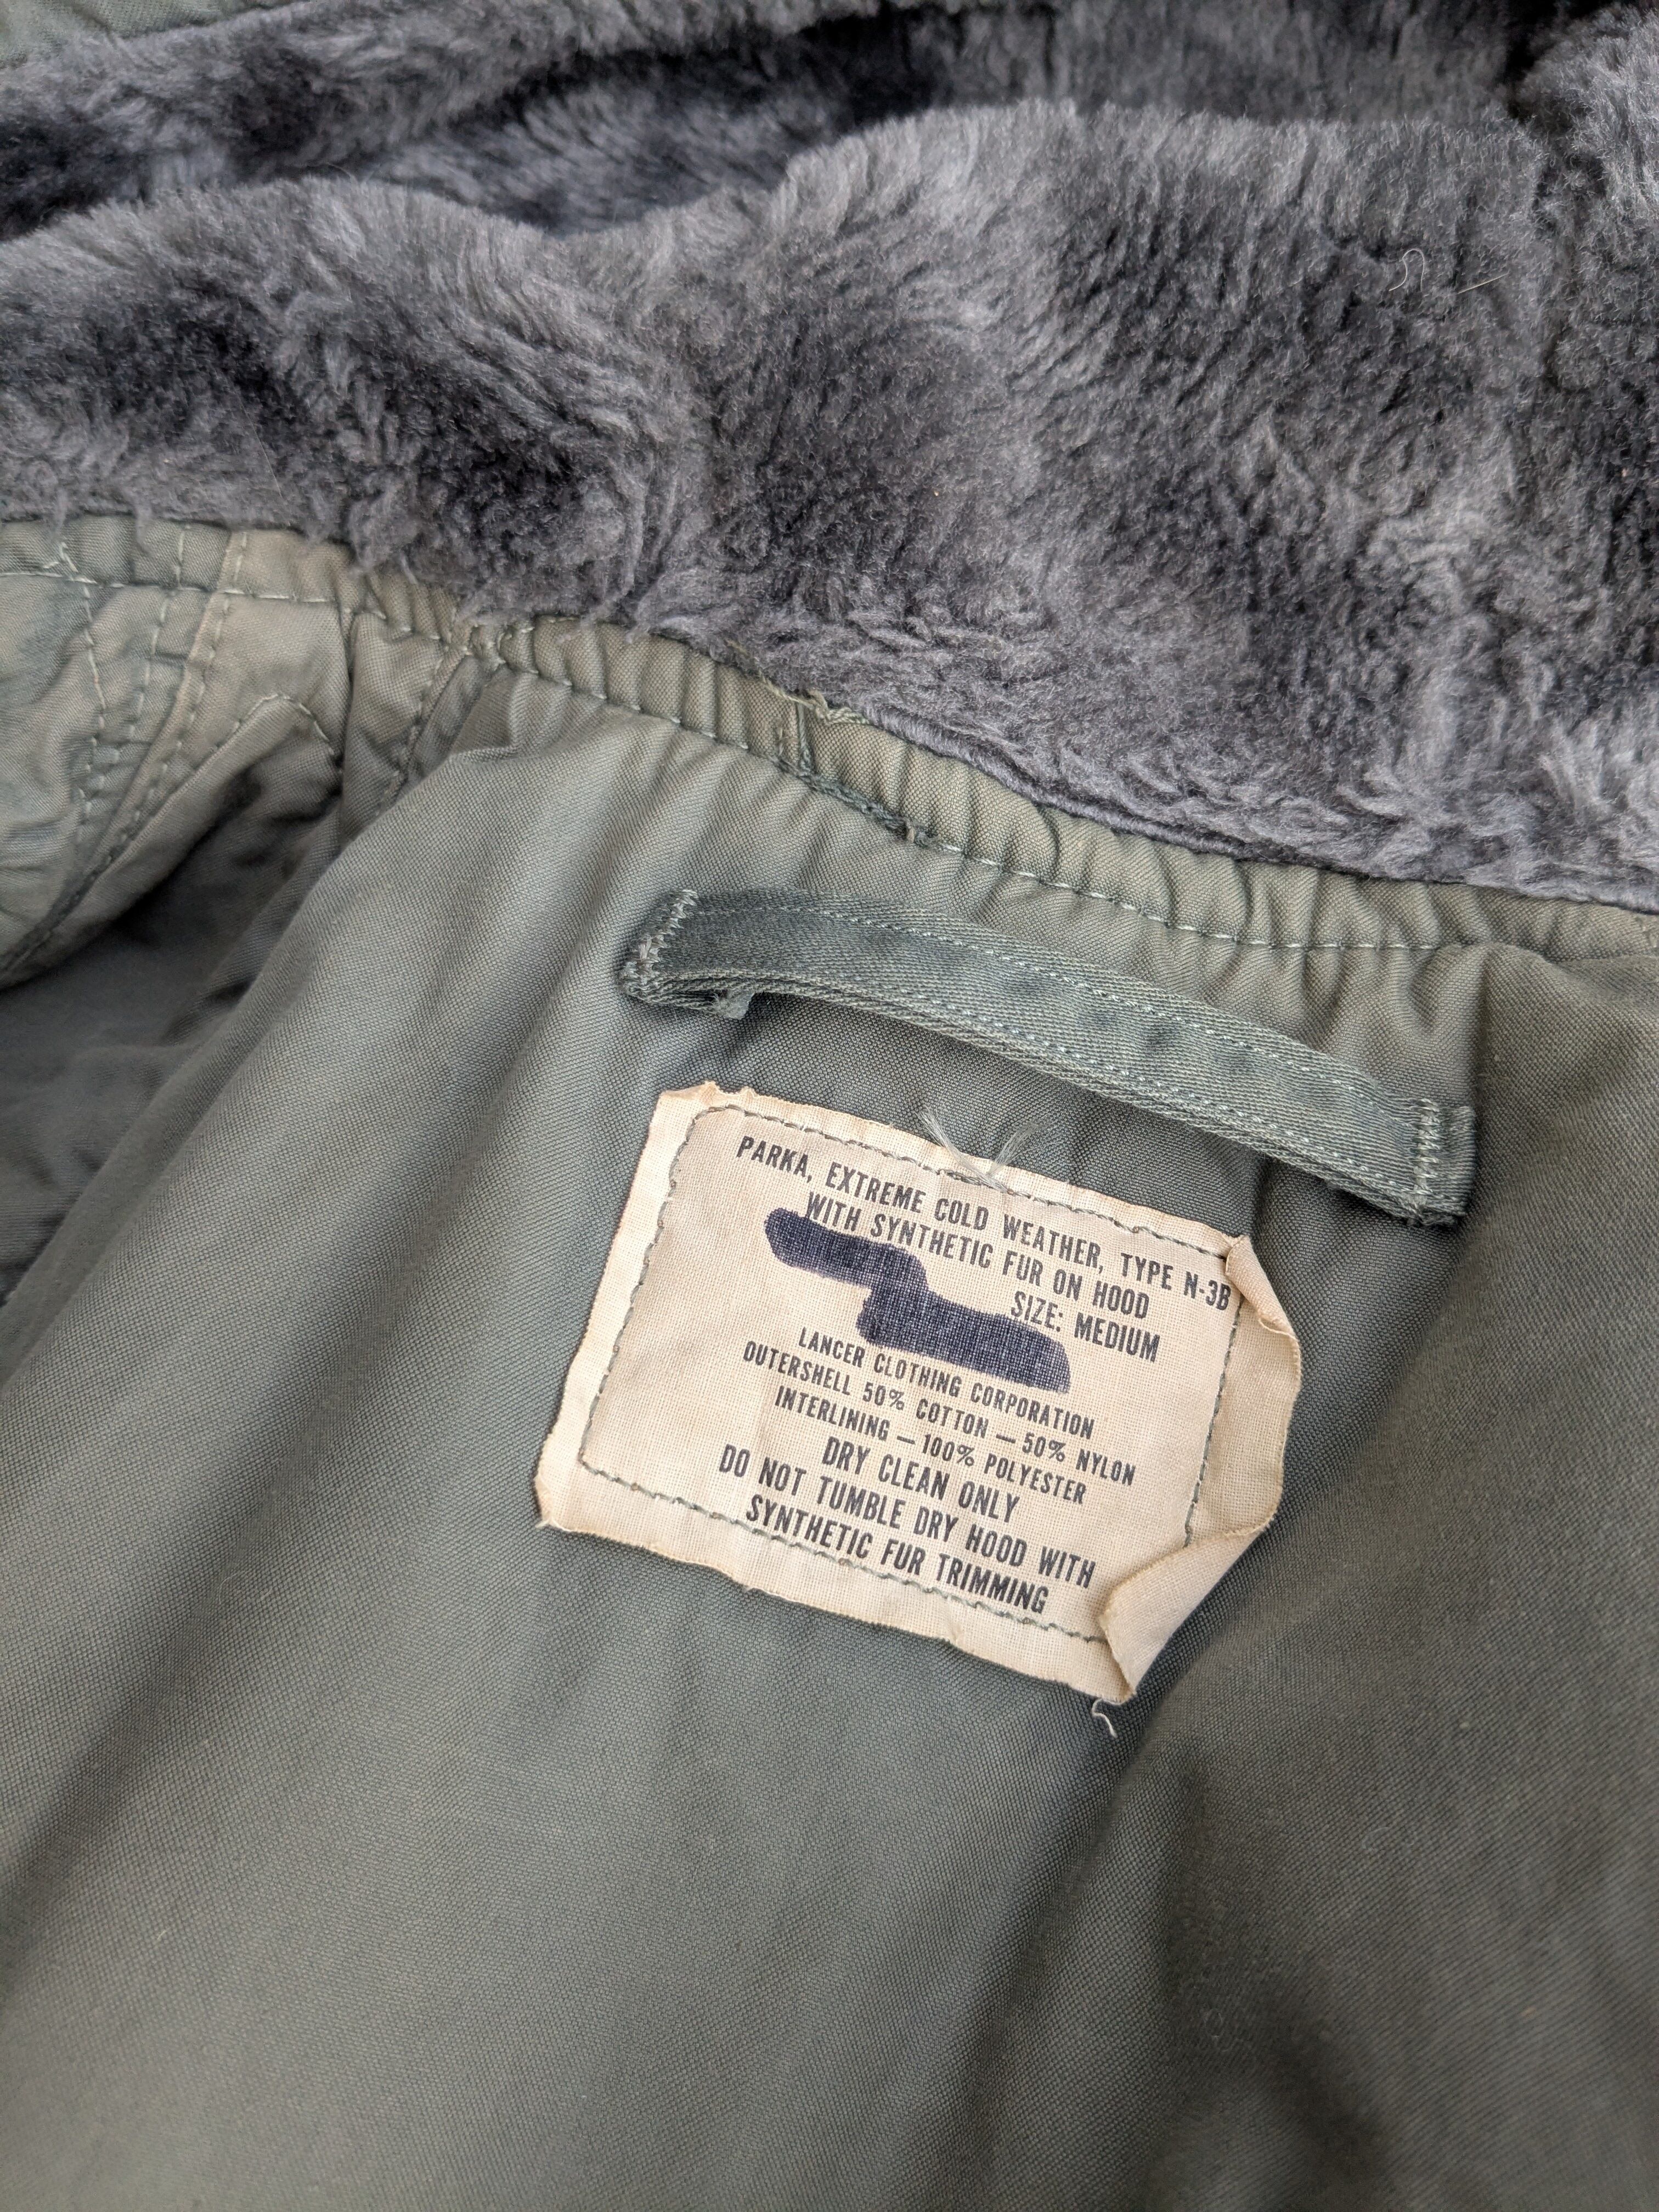 PARKA, EXTREME COLD WEATHER, TYPE N-3B
WITH SYNTHETIC FUR ON HOOD
SIZE: MEDIUM
LANCER CLOTHING CORPORATION
OUTERSHELL 50% COTTON — 50% NYLON
INTERLINING — 100% POLYESTER
DRY CLEAN ONLY
DO NOT TUMBLE DRY HOOD WITH
SYNTHETIC FUR TRIMMING